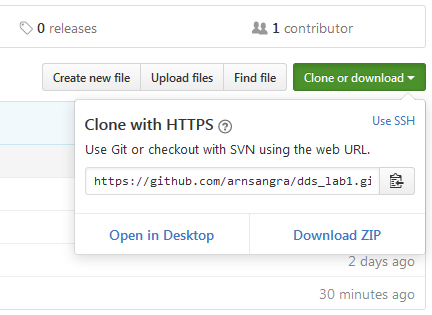 0 releases
1 contributor
Create new file
Upload files
Find file
Clone or download
Clone with HTTPS ?
Use SSH
Use Git or checkout with SVN using the web URL.
https://github.com/arnsangra/dds_lab1.gi
Open in Desktop
Download ZIP
2 days ago
30 minutes ago